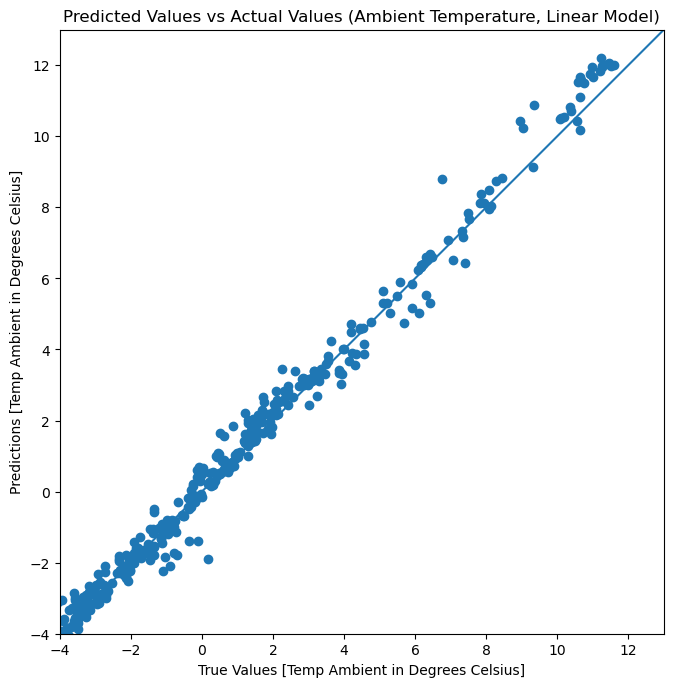 Predicted Values vs Actual Values (Ambient Temperature, Linear Model)
Predictions [Temp Ambient in Degrees Celsius]
12
10
8
6
4
2
0
−2
−4
−4 −2 0 2 4 6 8 10 12
True Values [Temp Ambient in Degrees Celsius]